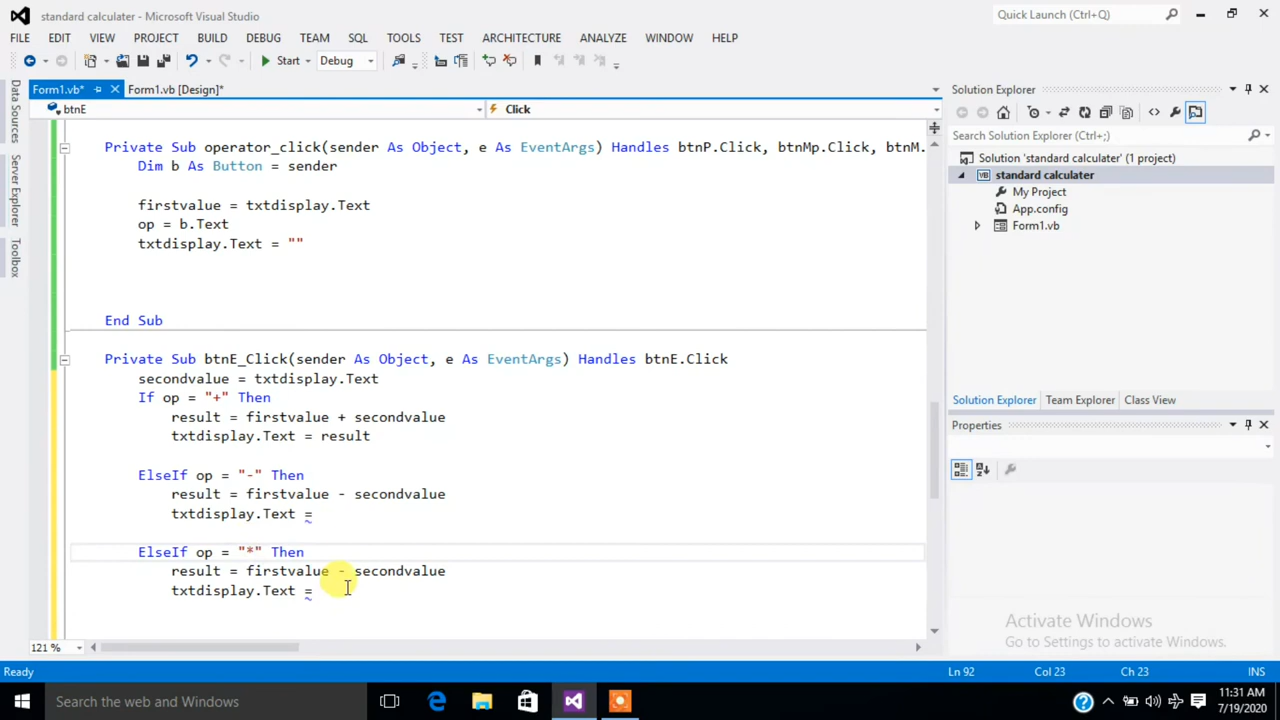 standard calculater - Microsoft Visual Studio
Quick Launch (Ctrl+Q)
FILE EDIT VIEW PROJECT BUILD DEBUG TEAM SQL TOOLS TEST ARCHITECTURE ANALYZE WINDOW HELP
Start Debug
Form1.vb* Form1.vb [Design]*
btnE Click
Data Sources
Server Explorer
Toolbox
Private Sub operator_click(sender As Object, e As EventArgs) Handles btnP.Click, btnMp.Click, btnM.
Dim b As Button = sender
firstvalue = txtdisplay.Text
op = b.Text
txtdisplay.Text = ""
End Sub
Private Sub btnE_Click(sender As Object, e As EventArgs) Handles btnE.Click
secondvalue = txtdisplay.Text
If op = "+" Then
result = firstvalue + secondvalue
txtdisplay.Text = result
ElseIf op = "-" Then
result = firstvalue - secondvalue
txtdisplay.Text =
ElseIf op = "*" Then
result = firstvalue - secondvalue
txtdisplay.Text =
121 %
Solution Explorer
Search Solution Explorer (Ctrl+;)
Solution 'standard calculater' (1 project)
standard calculater
My Project
App.config
Form1.vb
Solution Explorer Team Explorer Class View
Properties
Activate Windows
Go to Settings to activate Windows.
Ready Ln 92 Col 23 Ch 23 INS
Search the web and Windows
11:31 AM
7/19/2020